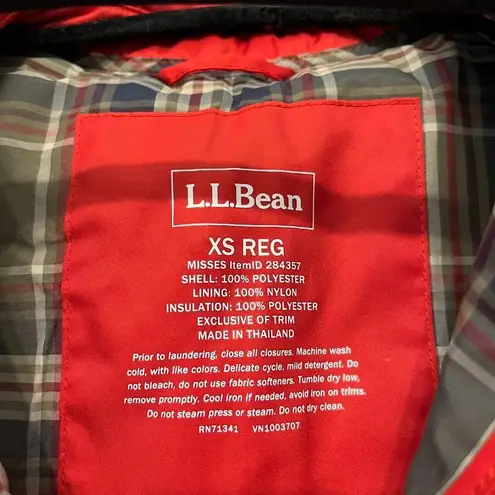 L.L.Bean
XS REG
MISSES ItemID 284357
SHELL: 100% POLYESTER
LINING: 100% NYLON
INSULATION: 100% POLYESTER
EXCLUSIVE OF TRIM
MADE IN THAILAND
Prior to laundering, close all closures. Machine wash
cold, with like colors. Delicate cycle, mild detergent. Do
not bleach, do not use fabric softeners. Tumble dry low,
remove promptly. Cool iron if needed, avoid iron on trims.
Do not steam press or steam. Do not dry clean.
RN71341 VN1003707